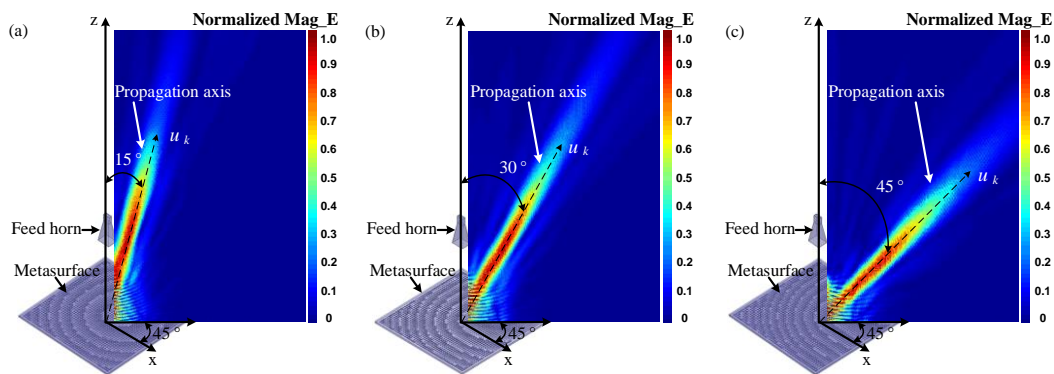 (a)
z
Normalized Mag_E
1.0
0.9
0.8
0.7
0.6
0.5
0.4
0.3
0.2
0.1
0
Propagation axis
u k
15°
Feed horn
Metasurface
45°
x
(b)
z
Normalized Mag_E
1.0
0.9
0.8
0.7
0.6
0.5
0.4
0.3
0.2
0.1
0
Propagation axis
u k
30°
Feed horn
Metasurface
45°
x
(c)
z
Normalized Mag_E
1.0
0.9
0.8
0.7
0.6
0.5
0.4
0.3
0.2
0.1
0
Propagation axis
u k
45°
Feed horn
Metasurface
45°
x